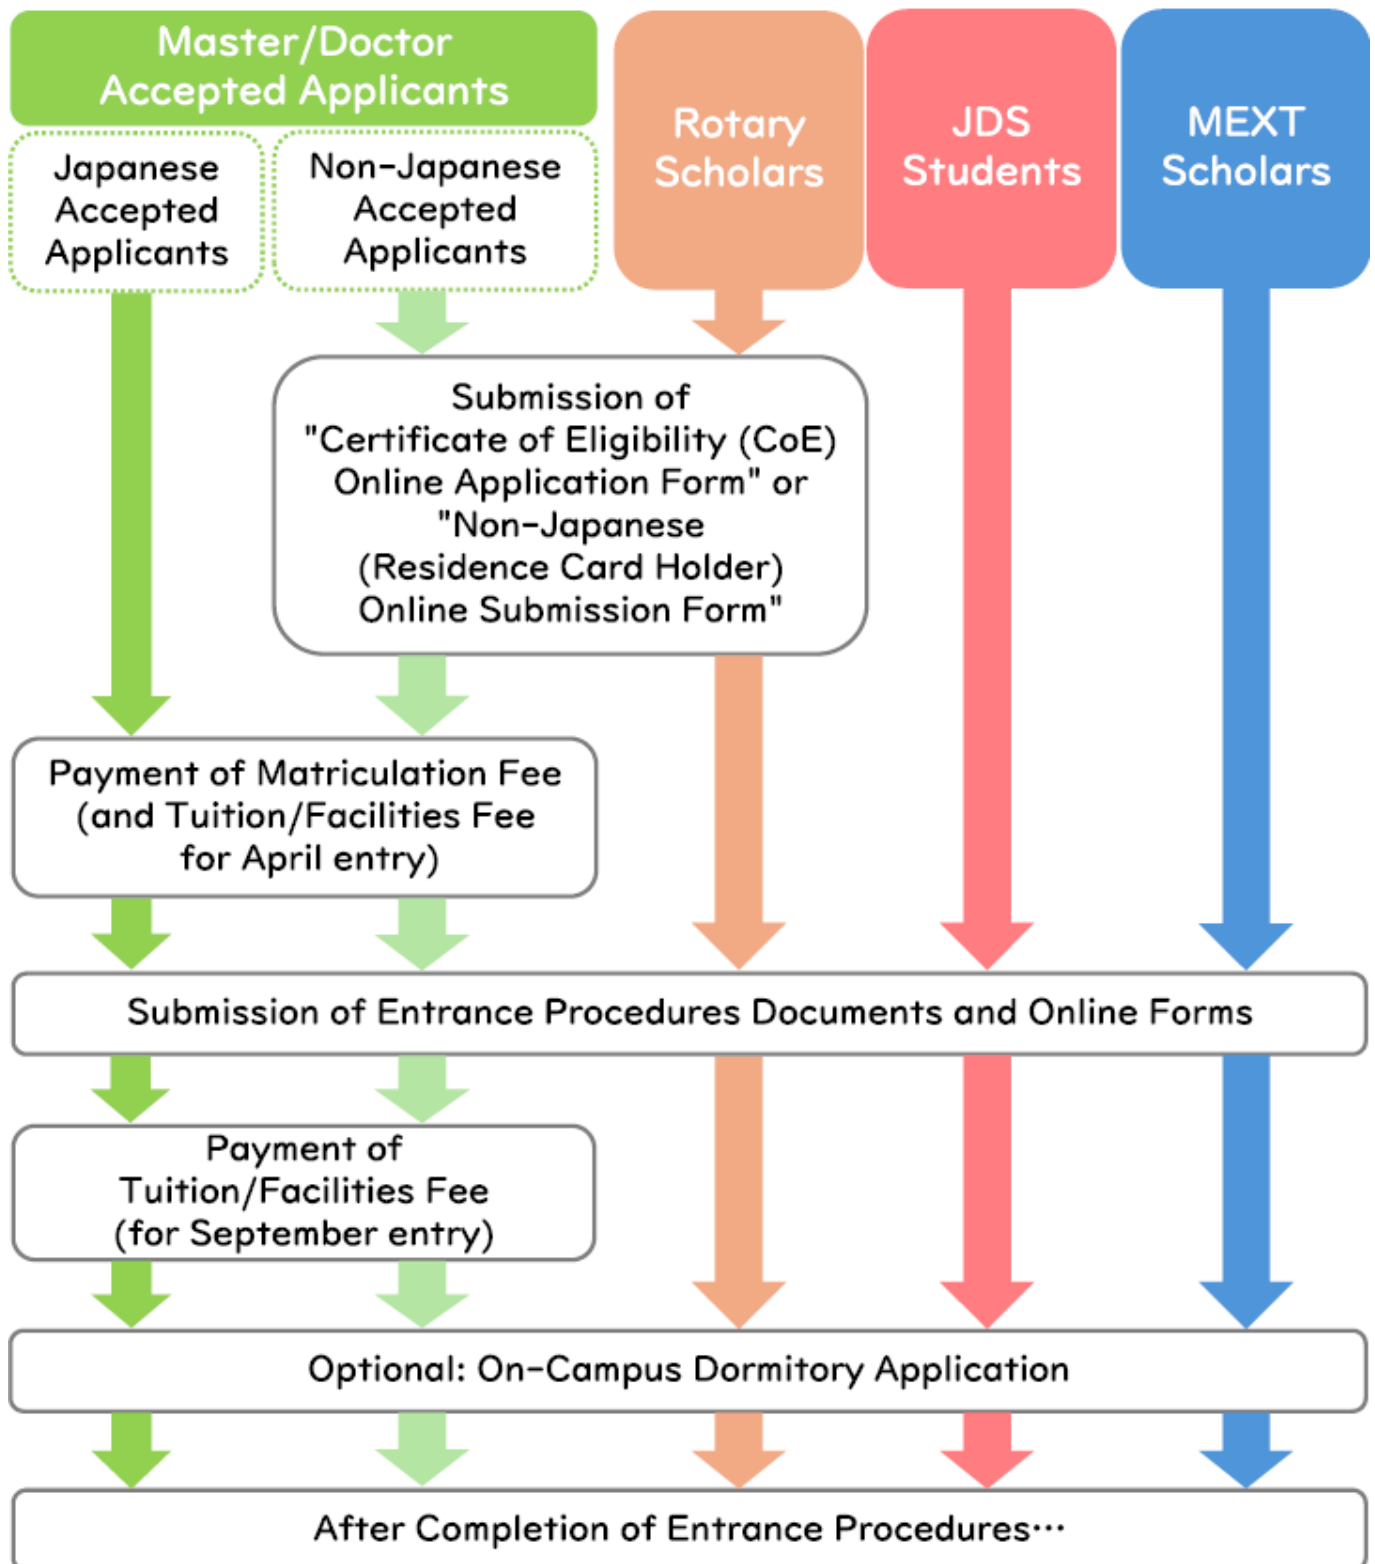 Master/Doctor
Accepted Applicants
Japanese
Accepted
Applicants
Non-Japanese
Accepted
Applicants
Rotary
Scholars
JDS
Students
MEXT
Scholars
Submission of
"Certificate of Eligibility (CoE)
Online Application Form" or
"Non-Japanese
(Residence Card Holder)
Online Submission Form"
Payment of Matriculation Fee
(and Tuition/Facilities Fee
for April entry)
Submission of Entrance Procedures Documents and Online Forms
Payment of
Tuition/Facilities Fee
(for September entry)
Optional: On-Campus Dormitory Application
After Completion of Entrance Procedures…